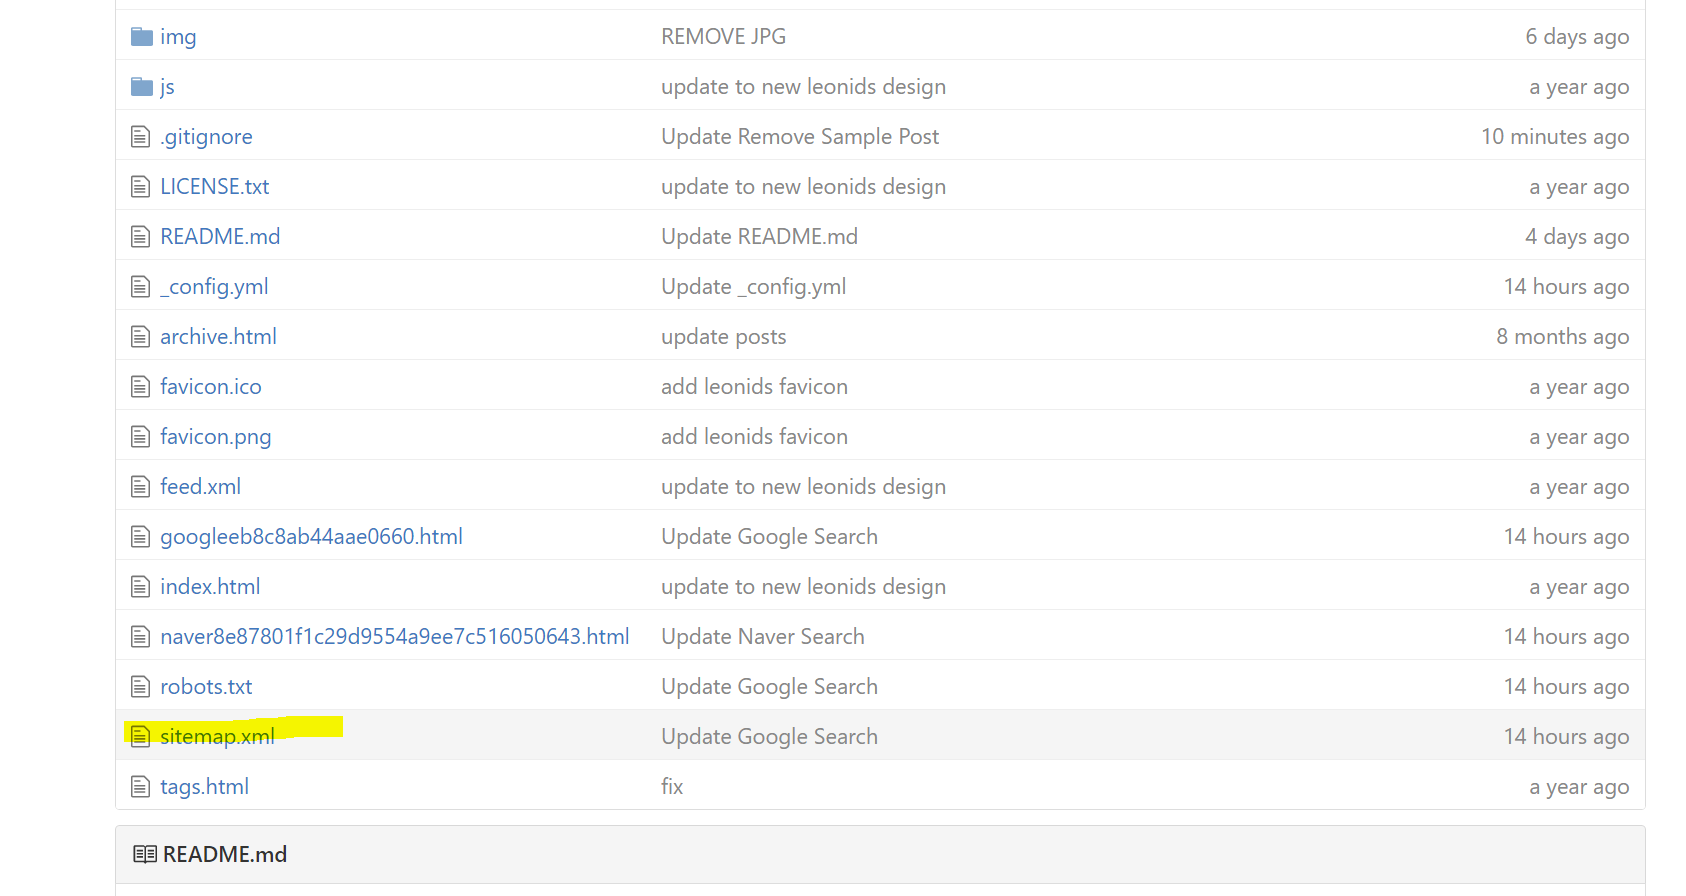 img REMOVE JPG 6 days ago
js update to new leonids design a year ago
.gitignore Update Remove Sample Post 10 minutes ago
LICENSE.txt update to new leonids design a year ago
README.md Update README.md 4 days ago
_config.yml Update _config.yml 14 hours ago
archive.html update posts 8 months ago
favicon.ico add leonids favicon a year ago
favicon.png add leonids favicon a year ago
feed.xml update to new leonids design a year ago
googleeb8c8ab44aae0660.html Update Google Search 14 hours ago
index.html update to new leonids design a year ago
naver8e87801f1c29d9554a9ee7c516050643.html Update Naver Search 14 hours ago
robots.txt Update Google Search 14 hours ago
sitemap.xml Update Google Search 14 hours ago
tags.html fix a year ago
README.md